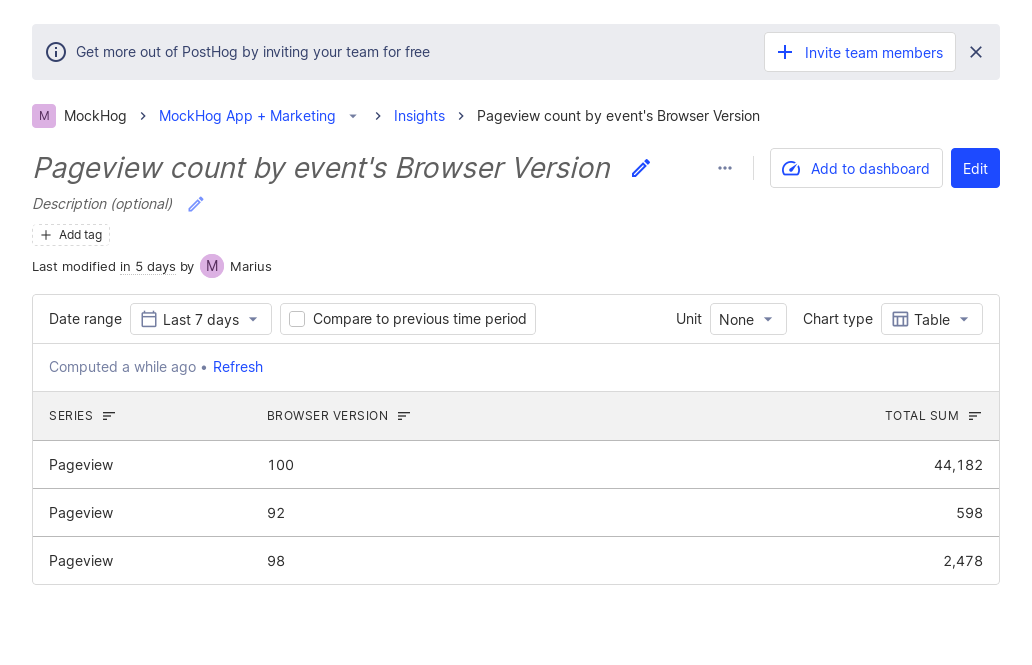 Get more out of PostHog by inviting your team for free
Invite team members
M MockHog MockHog App + Marketing Insights Pageview count by event's Browser Version
Pageview count by event's Browser Version
Add to dashboard
Edit
Description (optional)
Add tag
Last modified in 5 days by M Marius
Date range Last 7 days Compare to previous time period Unit None Chart type Table
Computed a while ago • Refresh
SERIES BROWSER VERSION TOTAL SUM
Pageview 100 44,182
Pageview 92 598
Pageview 98 2,478